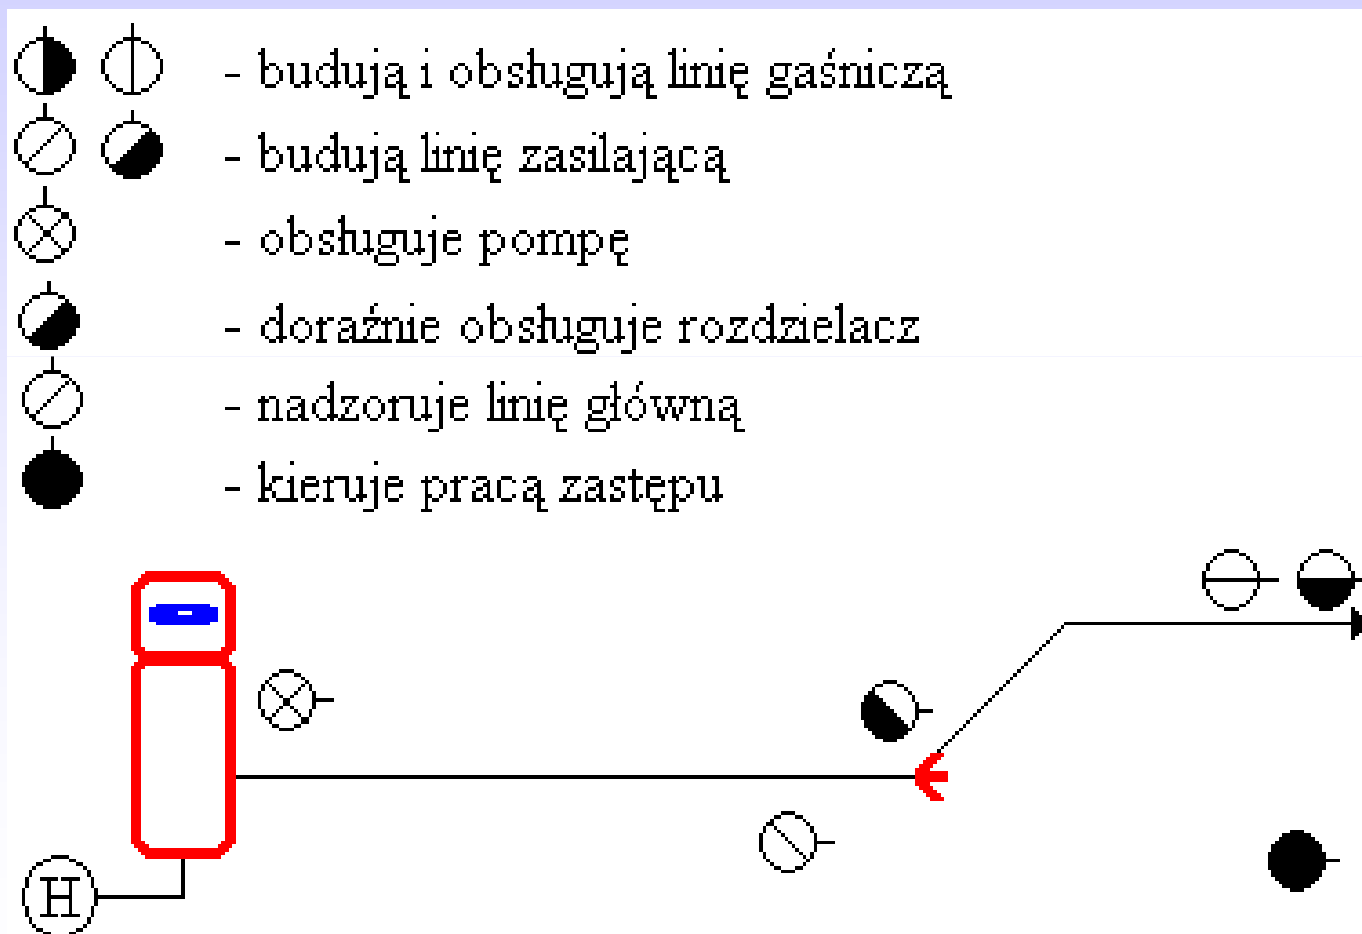 - budują i obsługują linię gaśniczą
- budują linię zasilającą
- obsługuje pompę
- doraźnie obsługuje rozdzielacz
- nadzoruje linię główną
- kieruje pracą zastępu
H